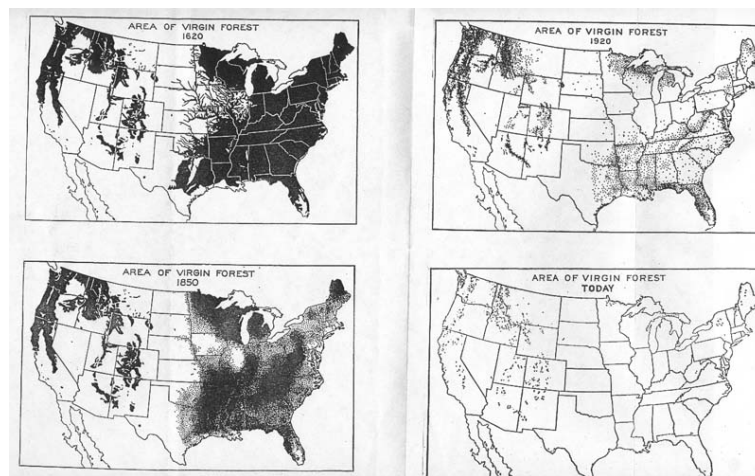 AREA OF VIRGIN FOREST
1620
AREA OF VIRGIN FOREST
1920
AREA OF VIRGIN FOREST
1850
AREA OF VIRGIN FOREST
TODAY